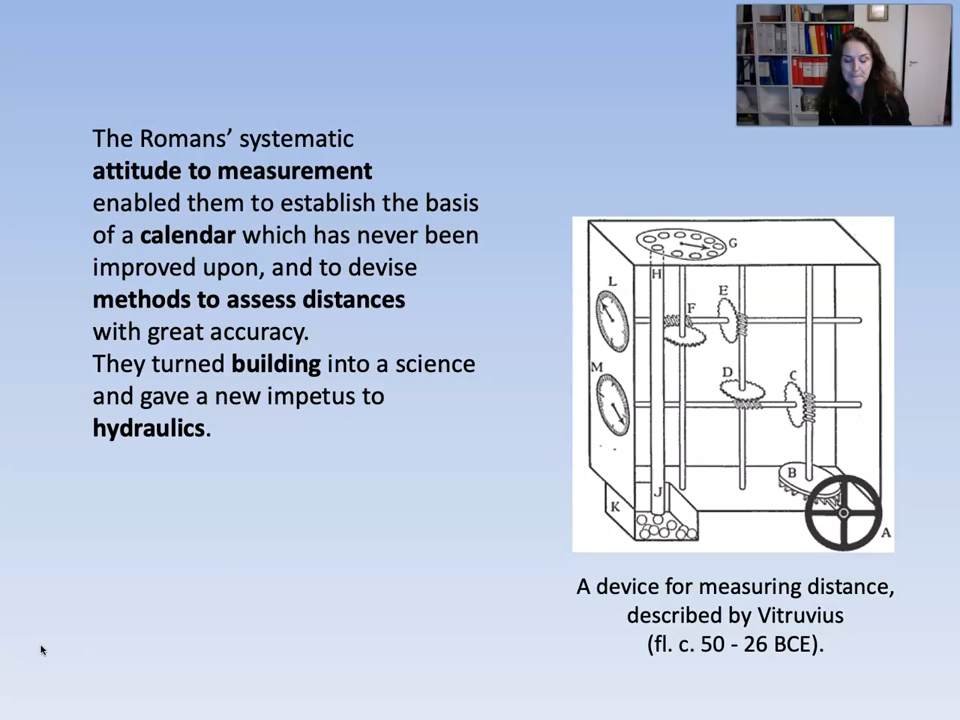 The Romans’ systematic
attitude to measurement
enabled them to establish the basis
of a calendar which has never been
improved upon, and to devise
methods to assess distances
with great accuracy.
They turned building into a science
and gave a new impetus to
hydraulics.
G
H
L
E
F
M
D
C
B
J
K
A
A device for measuring distance,
described by Vitruvius
(fl. c. 50 - 26 BCE).